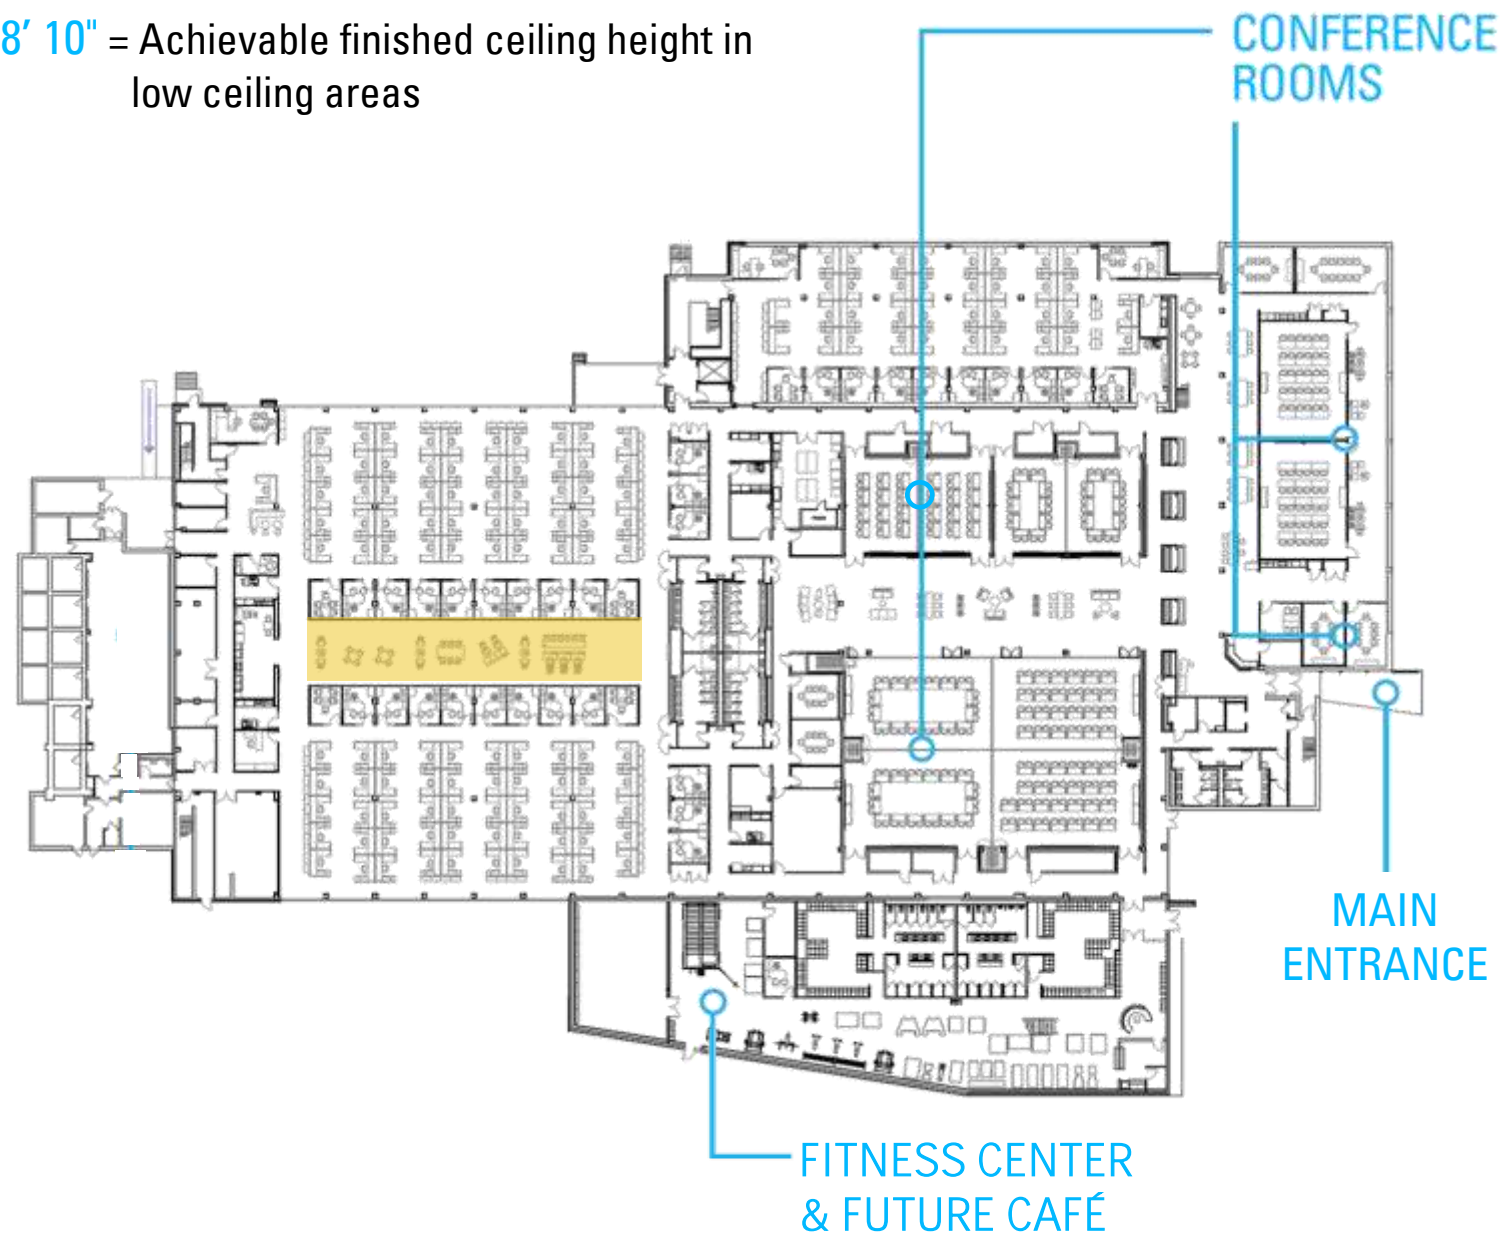 8’ 10" = Achievable finished ceiling height in
low ceiling areas
CONFERENCE
ROOMS
MAIN
ENTRANCE
FITNESS CENTER
& FUTURE CAFÉ